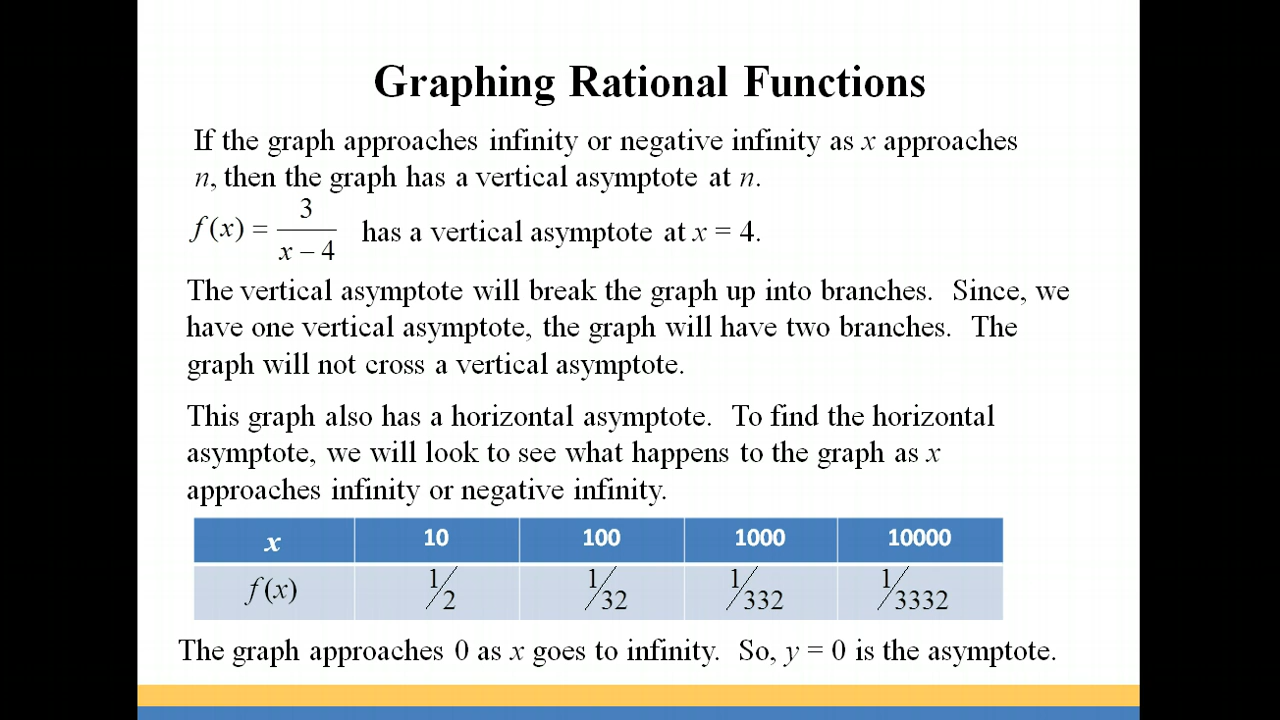 Graphing Rational Functions
If the graph approaches infinity or negative infinity as x approaches
n, then the graph has a vertical asymptote at n.
f(x) = 3/(x – 4) has a vertical asymptote at x = 4.
The vertical asymptote will break the graph up into branches. Since, we
have one vertical asymptote, the graph will have two branches. The
graph will not cross a vertical asymptote.
This graph also has a horizontal asymptote. To find the horizontal
asymptote, we will look to see what happens to the graph as x
approaches infinity or negative infinity.
x 10 100 1000 10000
f(x) 1/2 1/32 1/332 1/3332
The graph approaches 0 as x goes to infinity. So, y = 0 is the asymptote.